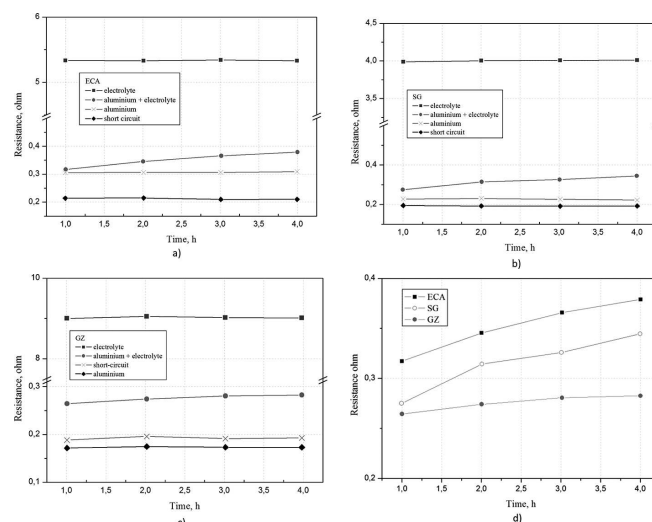 6
5
0,4
0,3
0,2
Resistance, ohm
ECA
electrolyte
aluminium + electrolyte
aluminium
short circuit
1,0 1,5 2,0 2,5 3,0 3,5 4,0
Time, h
a)
4,5
4,0
3,5
0,4
0,2
Resistance, ohm
SG
electrolyte
aluminium + electrolyte
aluminium
short circuit
1,0 1,5 2,0 2,5 3,0 3,5 4,0
Time, h
b)
10
9
0,3
0,2
0,1
Resistance ohm
GZ
electrolyte
aluminium + electrolyte
short-circuit
aluminium
1,0 1,5 2,0 2,5 3,0 3,5 4,0
Time, h
0,4
0,3
0,2
Resistance ohm
ECA
SG
GZ
1,0 1,5 2,0 2,5 3,0 3,5 4,0
Time, h
d)